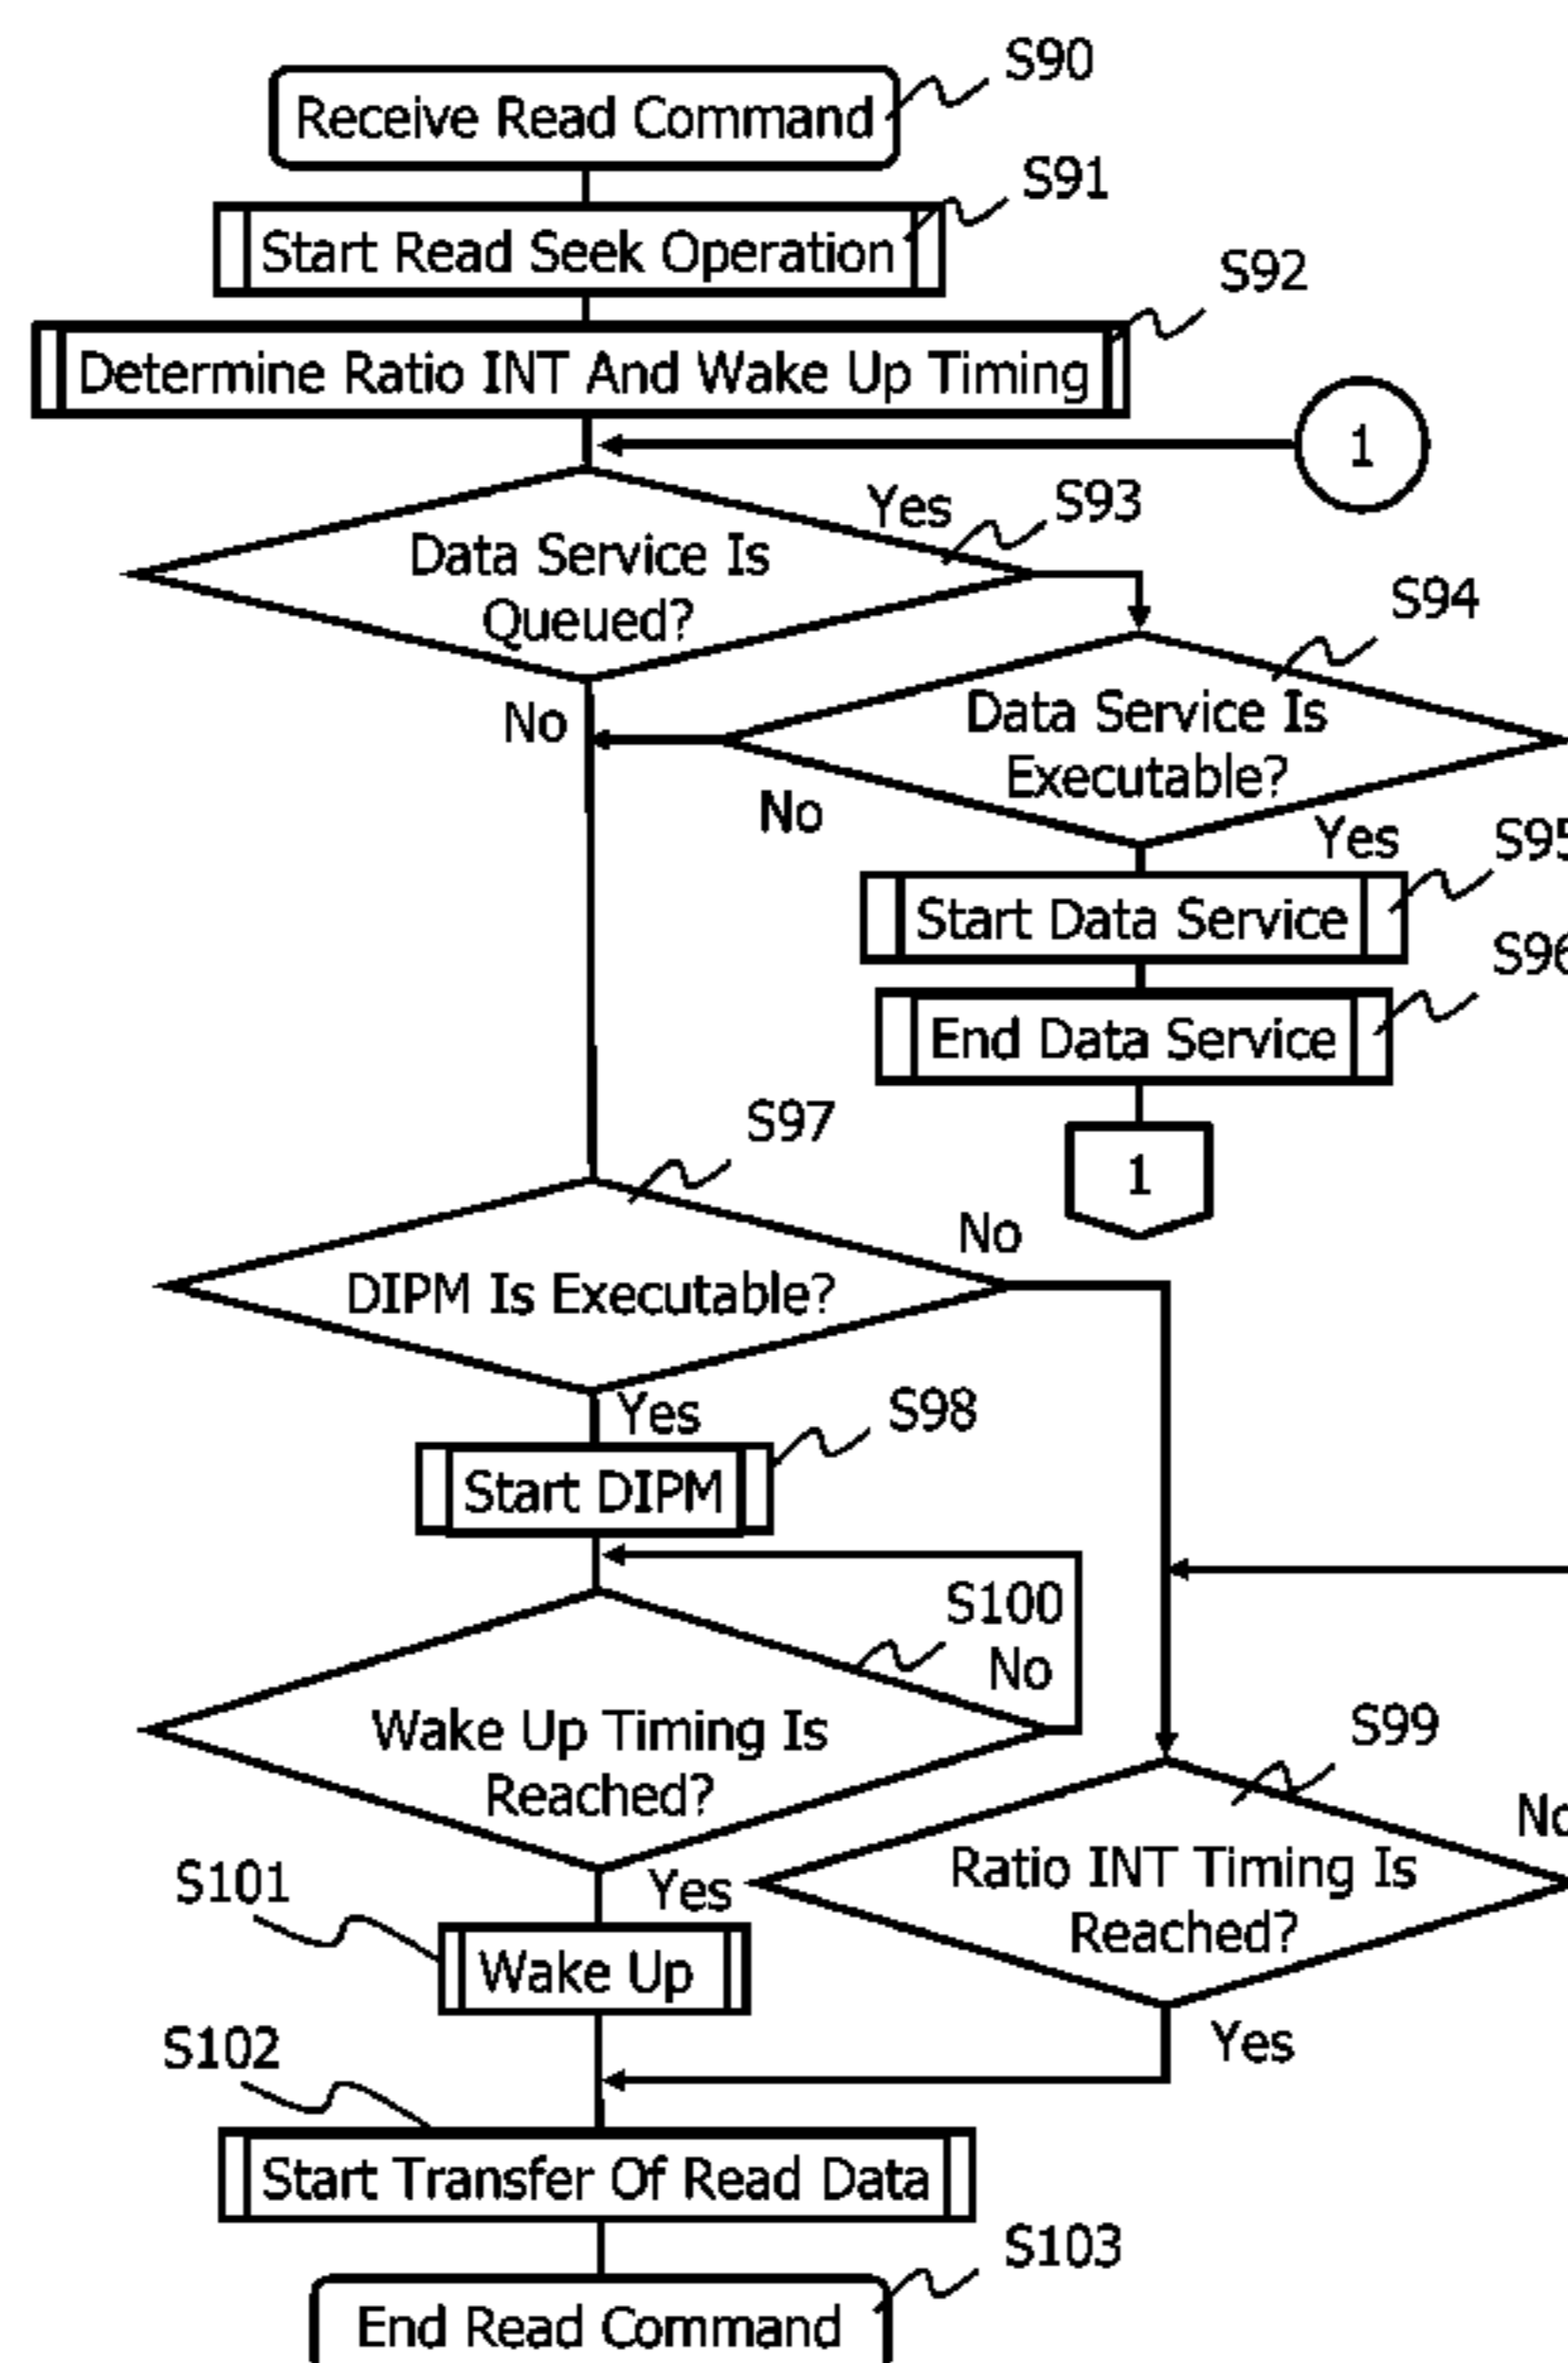 S90
Receive Read Command
S91
Start Read Seek Operation
S92
Determine Ratio INT And Wake Up Timing
1
Yes
S93
Data Service Is
Queued?
S94
No
Data Service Is
Executable?
No
Yes
S95
Start Data Service
S96
End Data Service
1
S97
No
DIPM Is Executable?
Yes
S98
Start DIPM
S100
No
Wake Up Timing Is
Reached?
S99
No
Ratio INT Timing Is
Reached?
Yes
S101
Wake Up
Yes
S102
Start Transfer Of Read Data
S103
End Read Command